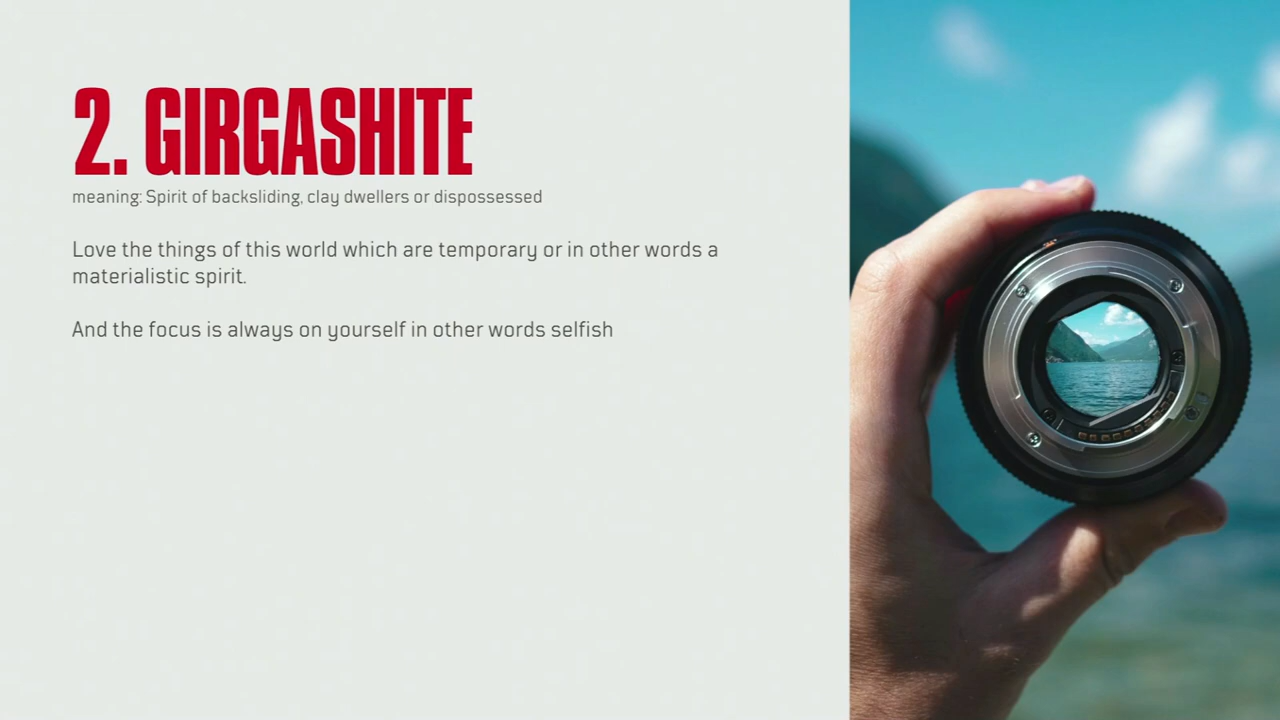 2. GIRGASHITE
meaning: Spirit of backsliding, clay dwellers or dispossessed
Love the things of this world which are temporary or in other words a
materialistic spirit.
And the focus is always on yourself in other words selfish